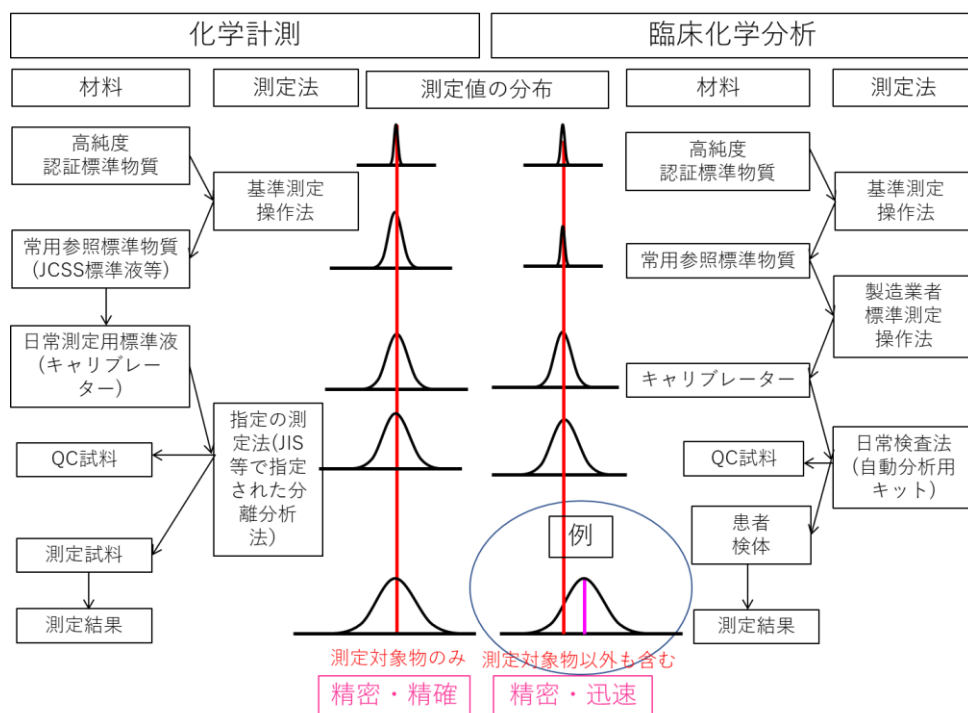 化学計測
臨床化学分析
材料
測定法
測定値の分布
材料
測定法
高純度
認証標準物質
基準測定
操作法
常用参照標準物質
(JCSS標準液等)
日常測定用標準液
(キャリブレー
ター)
指定の測
定法(JIS
等で指定
された分
離分析
法)
QC試料
測定試料
測定結果
高純度
認証標準物質
基準測定
操作法
常用参照標準物質
製造業者
標準測定
操作法
キャリブレーター
日常検査法
(自動分析用
キット)
QC試料
患者
検体
測定結果
例
測定対象物のみ
測定対象物以外も含む
精密・精確
精密・迅速